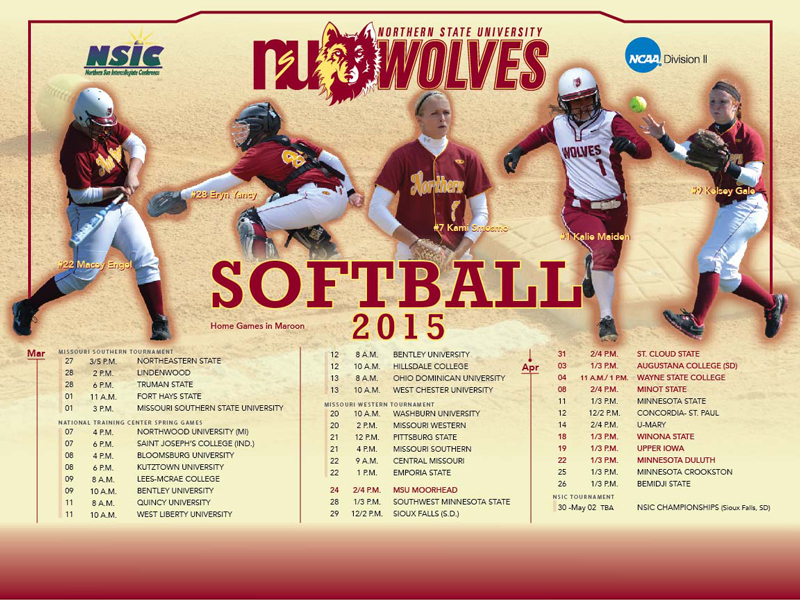 NSIC
Northern Sun Intercollegiate Conference
nsu
NORTHERN STATE UNIVERSITY
WOLVES
NCAA Division II
WOLVES
1
Northern
7
#28 Eryn Yancy
#9 Kelsey Gale
#7 Kami
#1 Kalie Maiden
#22 Macey Engel
SOFTBALL
2015
Home Games in Maroon
Mar
MISSOURI SOUTHERN TOURNAMENT
27 3/5 P.M. NORTHEASTERN STATE
28 2 P.M. LINDENWOOD
28 6 P.M. TRUMAN STATE
01 11 A.M. FORT HAYS STATE
01 3 P.M. MISSOURI SOUTHERN STATE UNIVERSITY
NATIONAL TRAINING CENTER SPRING GAMES
07 4 P.M. NORTHWOOD UNIVERSITY (MI)
07 6 P.M. SAINT JOSEPH'S COLLEGE (IND.)
08 4 P.M. BLOOMSBURG UNIVERSITY
08 6 P.M. KUTZTOWN UNIVERSITY
09 8 A.M. LEES-MCRAE COLLEGE
09 10 A.M. BENTLEY UNIVERSITY
11 8 A.M. QUINCY UNIVERSITY
11 10 A.M. WEST LIBERTY UNIVERSITY
12 8 A.M. BENTLEY UNIVERSITY
12 10 A.M. HILLSDALE COLLEGE
13 8 A.M. OHIO DOMINICAN UNIVERSITY
13 10 A.M. WEST CHESTER UNIVERSITY
MISSOURI WESTERN TOURNAMENT
20 10 A.M. WASHBURN UNIVERSITY
20 2 P.M. MISSOURI WESTERN
21 12 P.M. PITTSBURG STATE
21 4 P.M. MISSOURI SOUTHERN
22 9 A.M. CENTRAL MISSOURI
22 1 P.M. EMPORIA STATE
24 2/4 P.M. MSU MOORHEAD
28 1/3 P.M. SOUTHWEST MINNESOTA STATE
29 12/2 P.M. SIOUX FALLS (S.D.)
31 2/4 P.M. ST. CLOUD STATE
Apr
03 1/3 P.M. AUGUSTANA COLLEGE (SD)
04 11 A.M./ 1 P.M. WAYNE STATE COLLEGE
08 2/4 P.M. MINOT STATE
11 1/3 P.M. MINNESOTA STATE
12 12/2 P.M. CONCORDIA- ST. PAUL
14 2/4 P.M. U-MARY
18 1/3 P.M. WINONA STATE
19 1/3 P.M. UPPER IOWA
22 1/3 P.M. MINNESOTA DULUTH
25 1/3 P.M. MINNESOTA CROOKSTON
26 1/3 P.M. BEMIDJI STATE
NSIC TOURNAMENT
30 -May 02 TBA NSIC CHAMPIONSHIPS (Sioux Falls, SD)